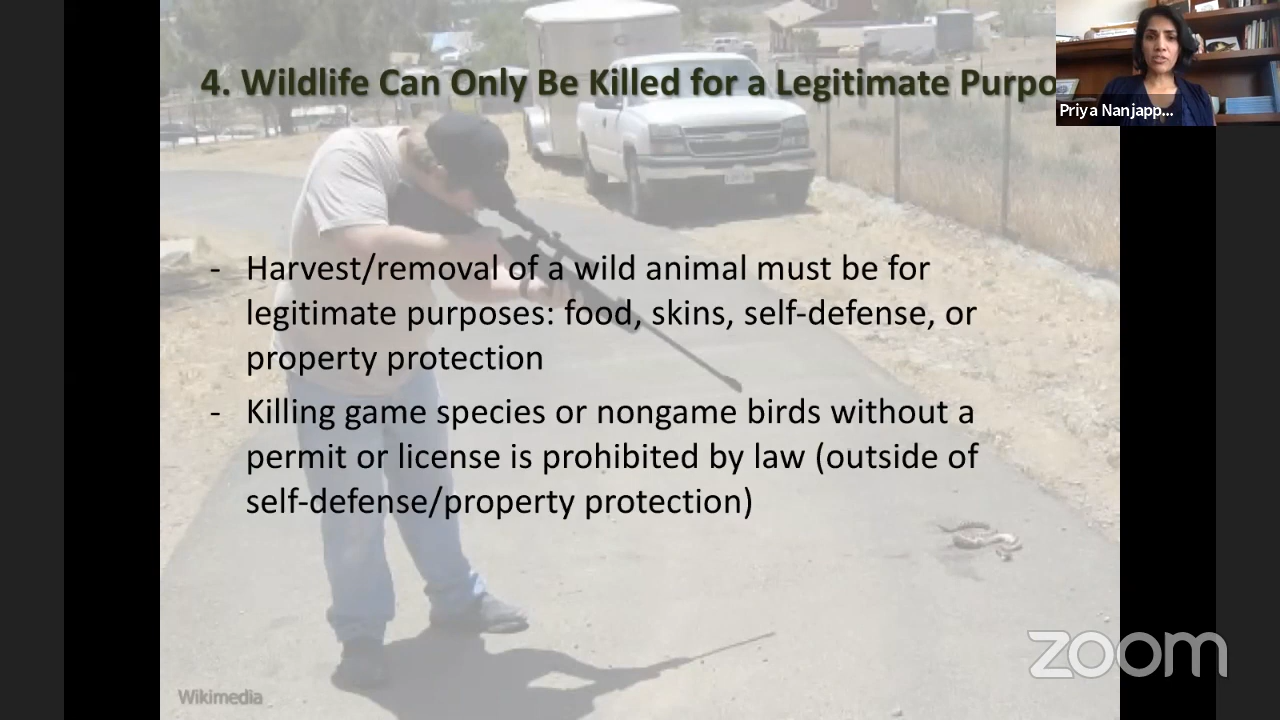 4. Wildlife Can Only Be Killed for a Legitimate Purpo
Priya Nanjapp...
- Harvest/removal of a wild animal must be for
legitimate purposes: food, skins, self-defense, or
property protection
- Killing game species or nongame birds without a
permit or license is prohibited by law (outside of
self-defense/property protection)
zoom
Wikimedia